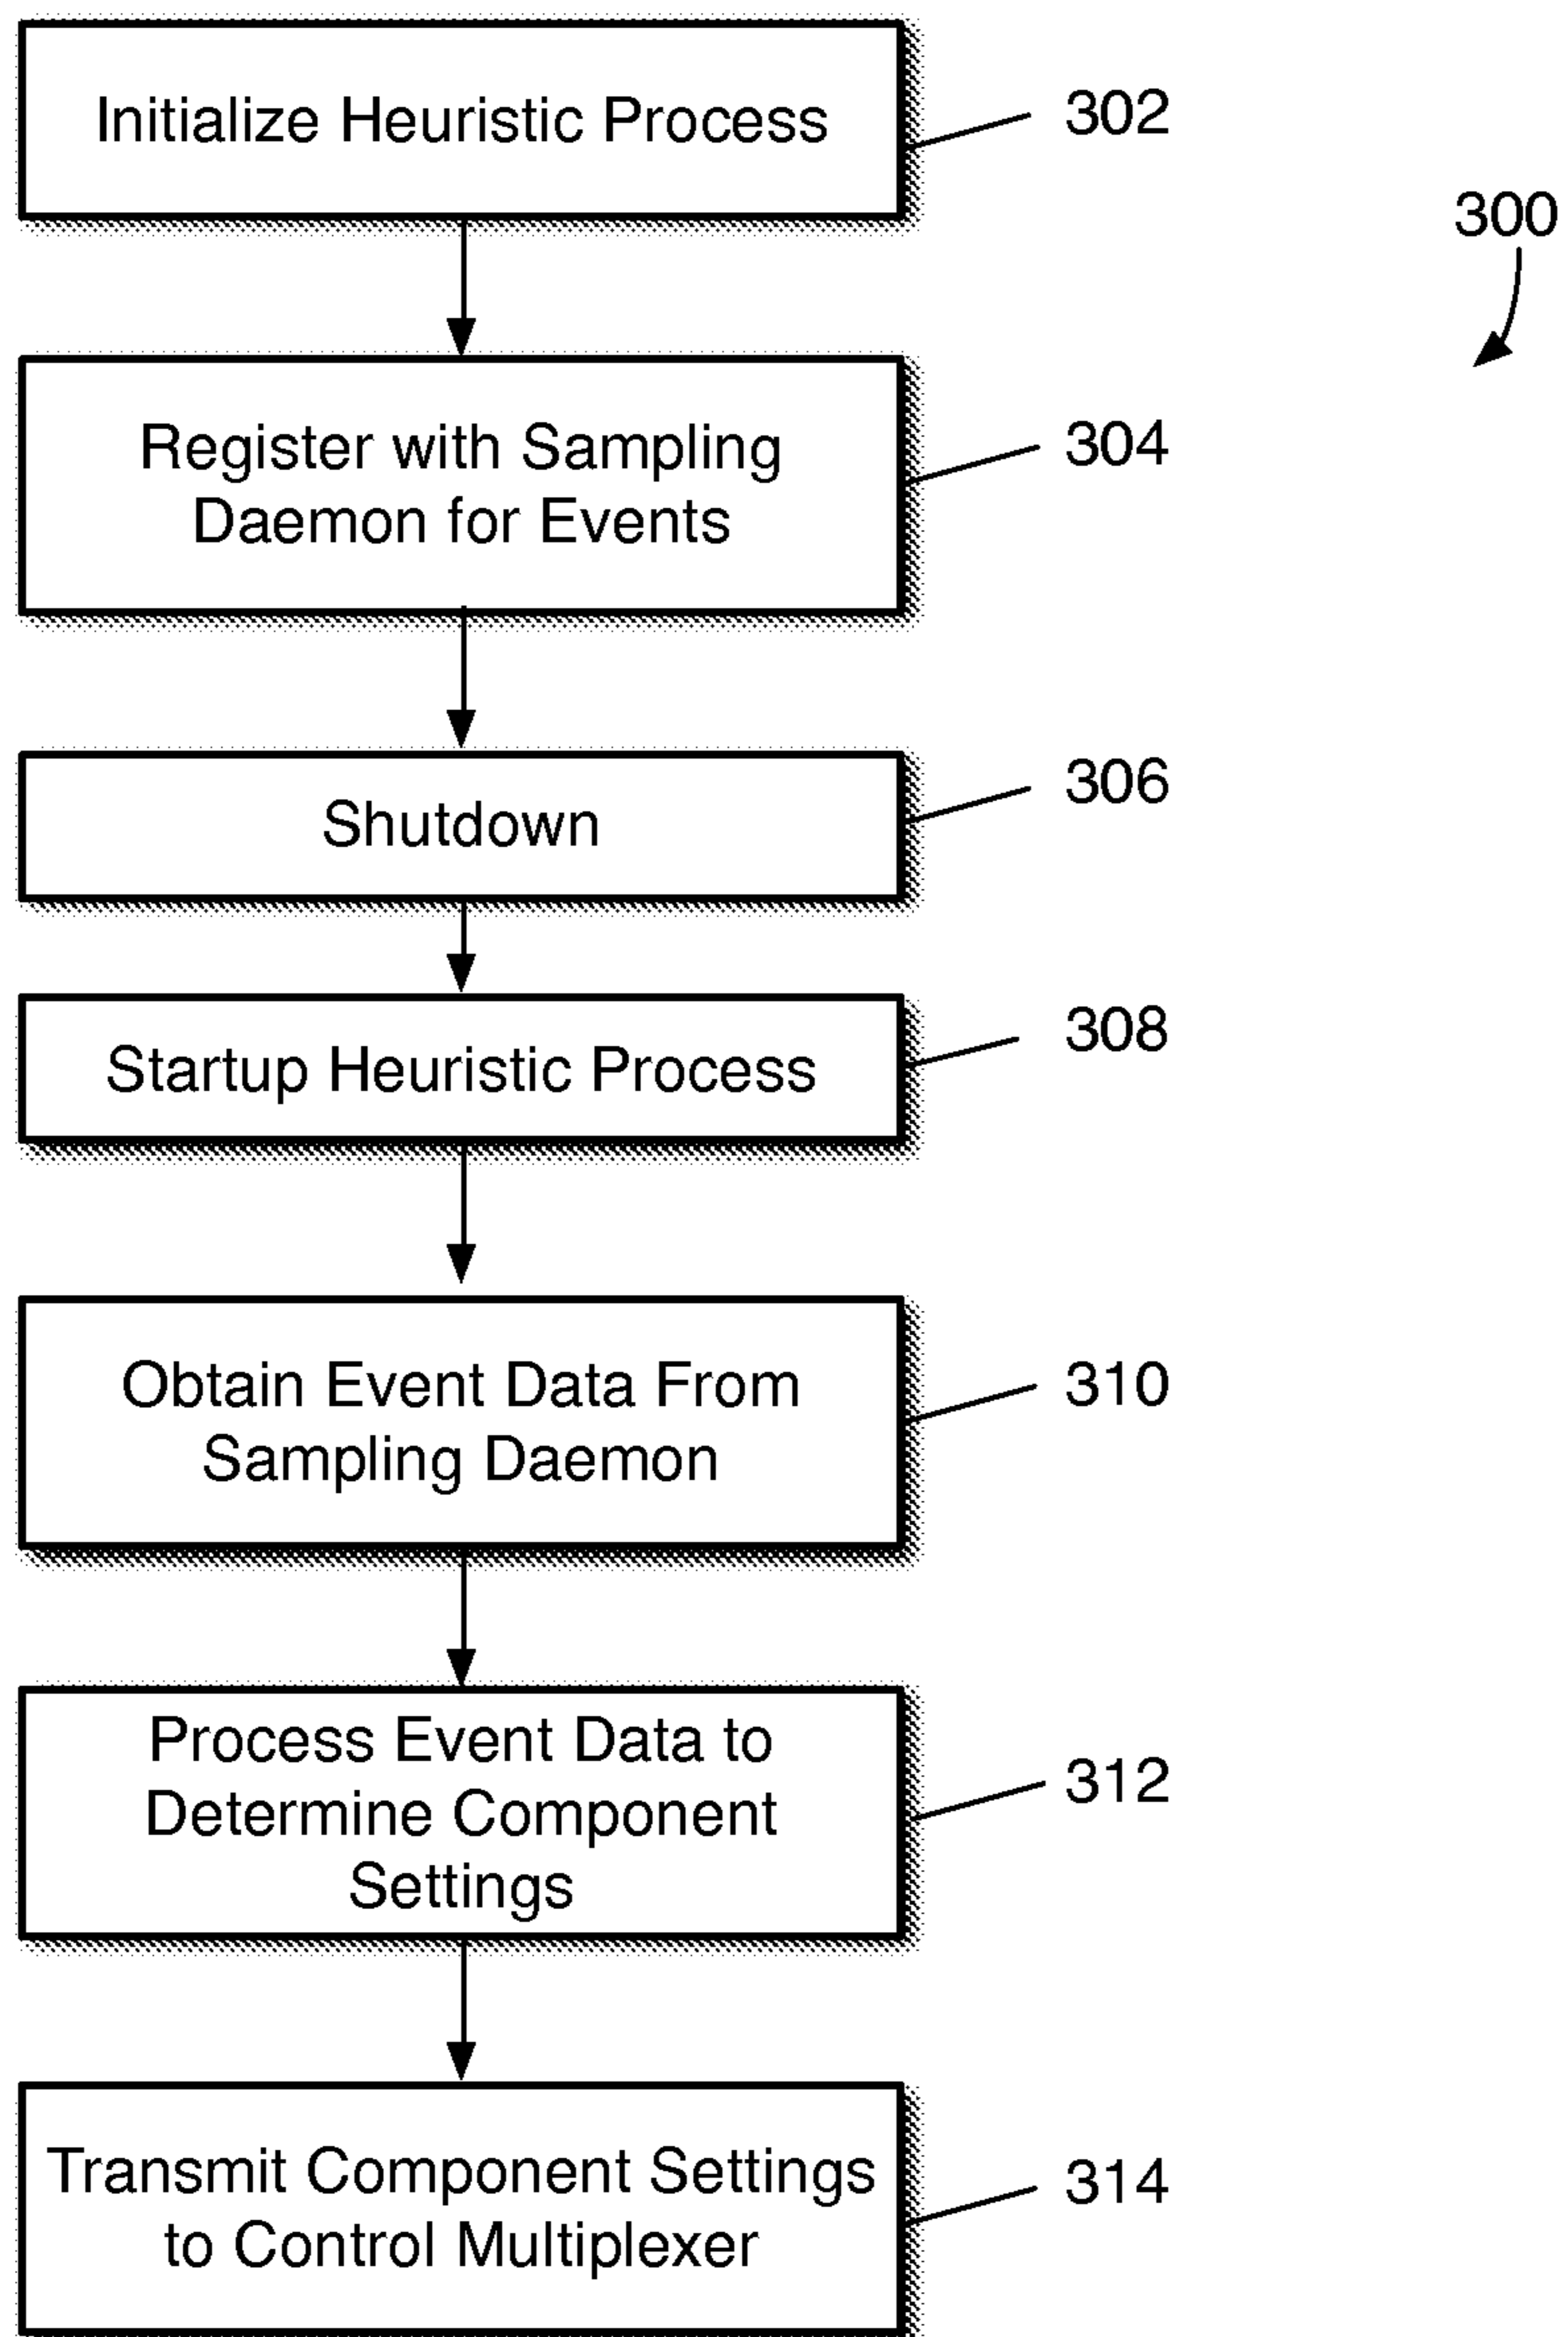 Initialize Heuristic Process
302
300
Register with Sampling
Daemon for Events
304
Shutdown
306
Startup Heuristic Process
308
Obtain Event Data From
Sampling Daemon
310
Process Event Data to
Determine Component
Settings
312
Transmit Component Settings
to Control Multiplexer
314